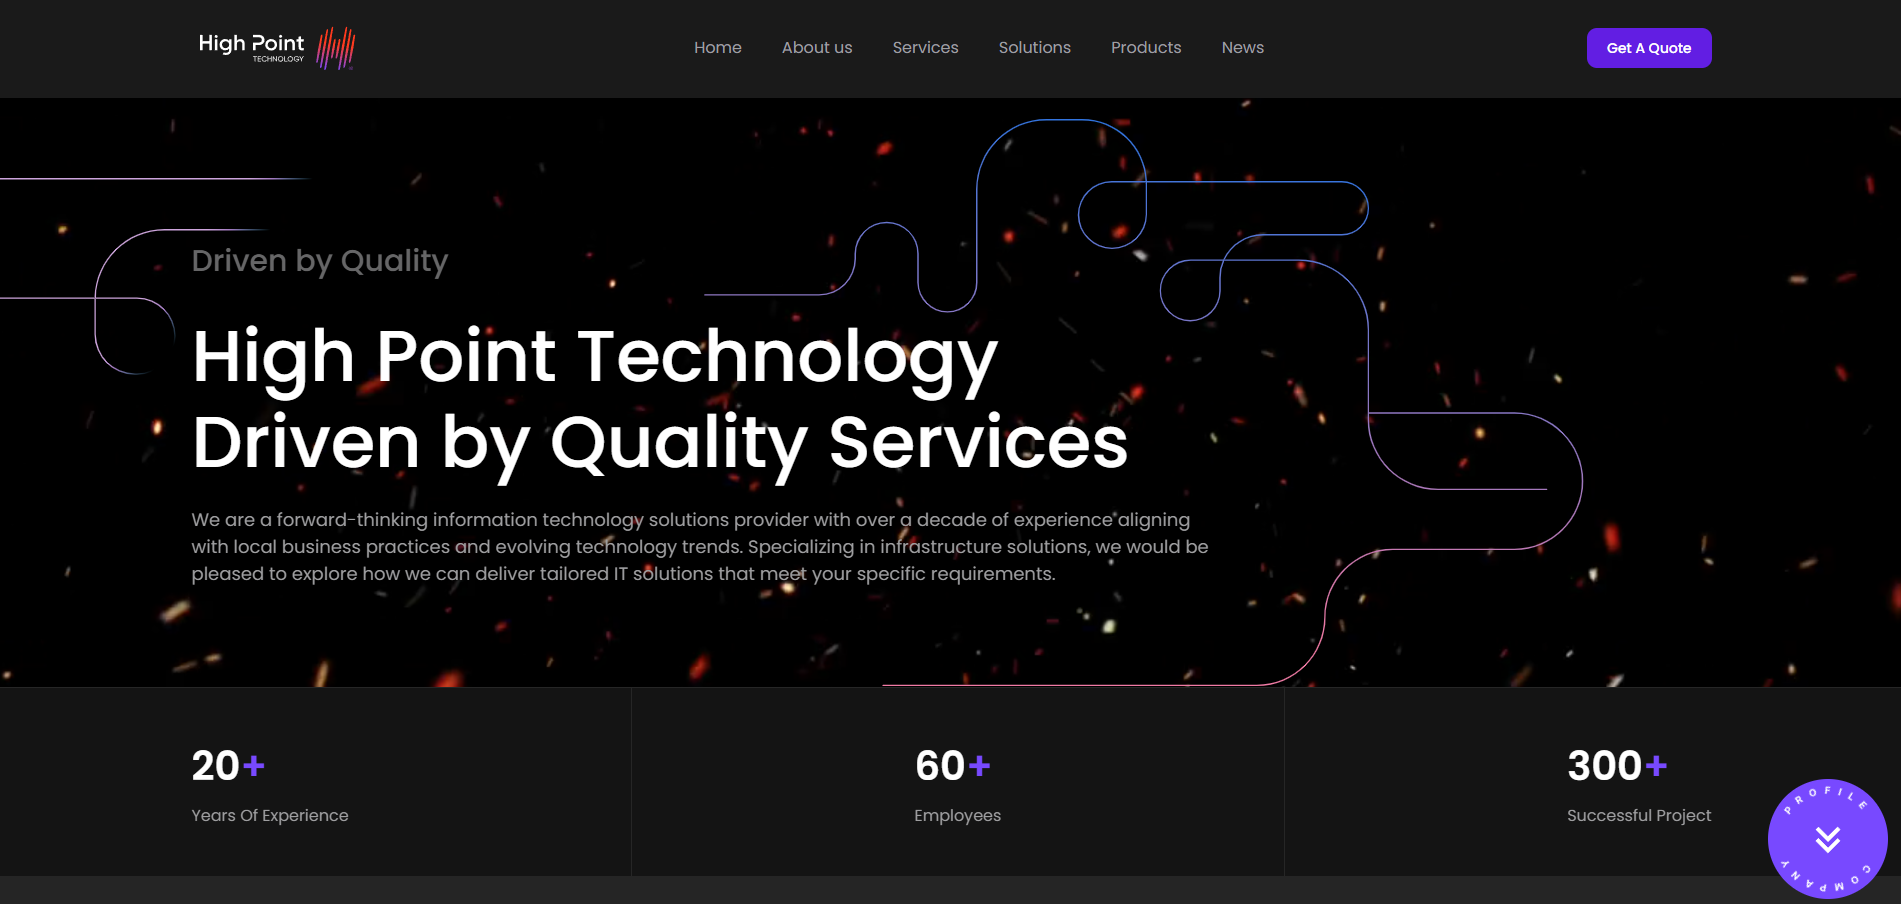 High Point
TECHNOLOGY
Home
About us
Services
Solutions
Products
News
Get A Quote
Driven by Quality
High Point Technology
Driven by Quality Services
We are a forward-thinking information technology solutions provider with over a decade of experience aligning
with local business practices and evolving technology trends. Specializing in infrastructure solutions, we would be
pleased to explore how we can deliver tailored IT solutions that meet your specific requirements.
20+
Years Of Experience
60+
Employees
300+
Successful Project
PROFILE
COMPANY